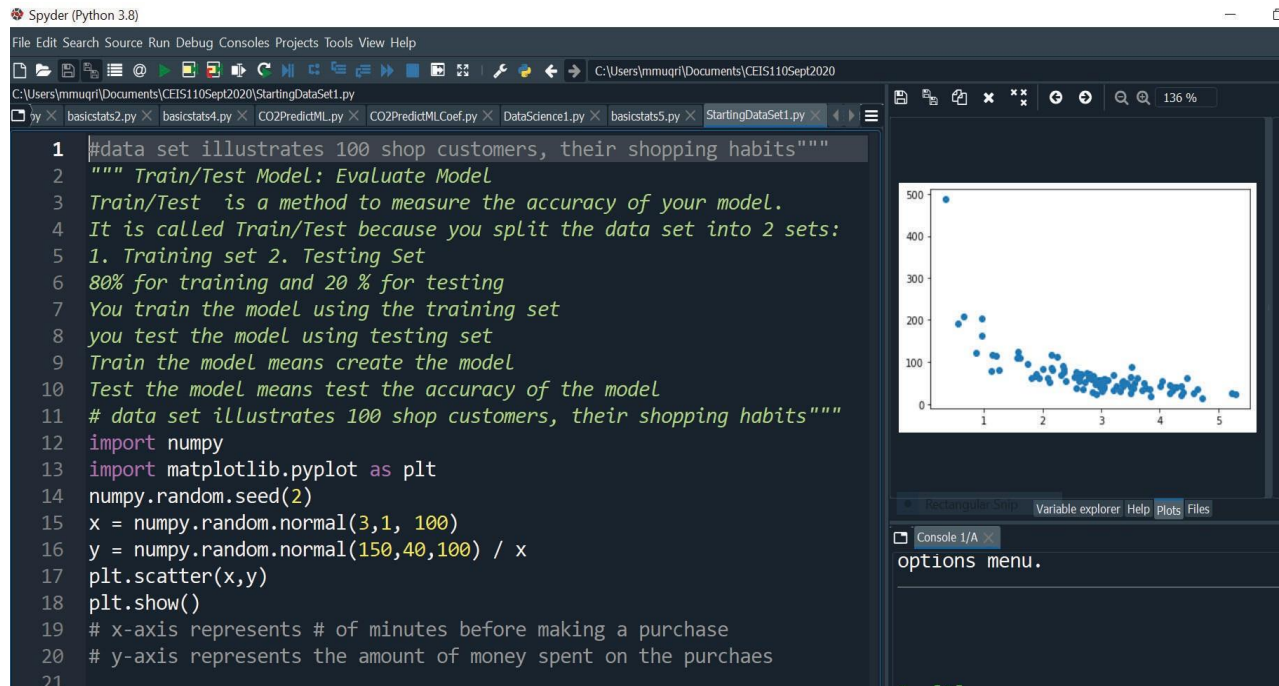 Spyder (Python 3.8)
File Edit Search Source Run Debug Consoles Projects Tools View Help
C:\Users\mmuqri\Documents\CEIS110Sept2020
C:\Users\mmuqri\Documents\CEIS110Sept2020\StartingDataSet1.py
py basicstats2.py basicstats4.py CO2PredictML.py CO2PredictMLCoef.py DataScience1.py basicstats5.py StartingDataSet1.py
1 #data set illustrates 100 shop customers, their shopping habits"""
2 """ Train/Test Model: Evaluate Model
3 Train/Test  is a method to measure the accuracy of your model.
4 It is called Train/Test because you split the data set into 2 sets:
5 1. Training set 2. Testing Set
6 80% for training and 20 % for testing
7 You train the model using the training set
8 you test the model using testing set
9 Train the model means create the model
10 Test the model means test the accuracy of the model
11 # data set illustrates 100 shop customers, their shopping habits"""
12 import numpy
13 import matplotlib.pyplot as plt
14 numpy.random.seed(2)
15 x = numpy.random.normal(3,1, 100)
16 y = numpy.random.normal(150,40,100) / x
17 plt.scatter(x,y)
18 plt.show()
19 # x-axis represents # of minutes before making a purchase
20 # y-axis represents the amount of money spent on the purchaes
21
136 %
500
400
300
200
100
0
1 2 3 4 5
Rectangular Snip
Variable explorer Help Plots Files
Console 1/A
options menu.